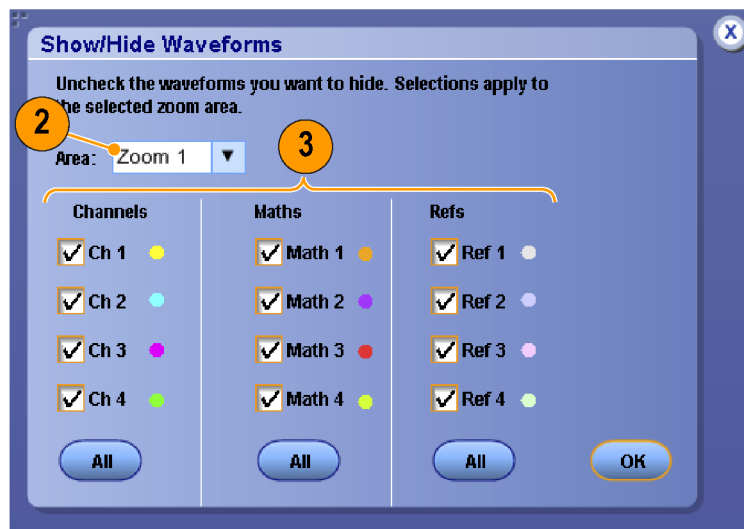 Show/Hide Waveforms
X
Uncheck the waveforms you want to hide. Selections apply to
the selected zoom area.
2
Area: Zoom 1
3
Channels Maths Refs
Ch 1 Math 1 Ref 1
Ch 2 Math 2 Ref 2
Ch 3 Math 3 Ref 3
Ch 4 Math 4 Ref 4
All All All OK